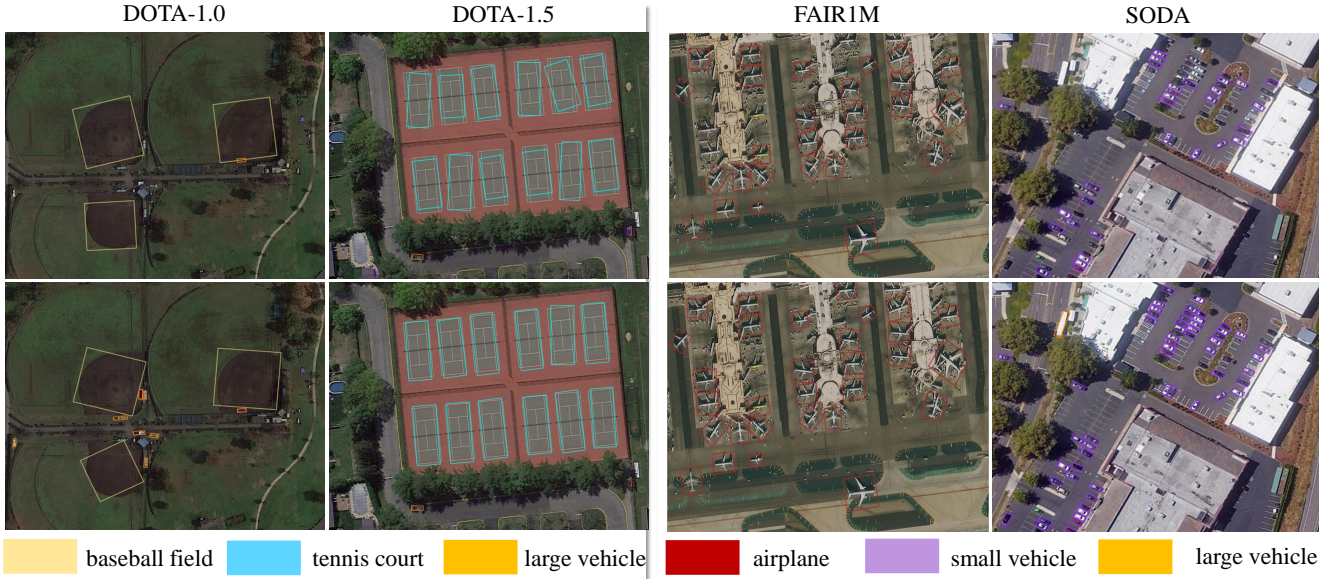 DOTA-1.0 DOTA-1.5 FAIR1M SODA
baseball field tennis court large vehicle airplane small vehicle large vehicle